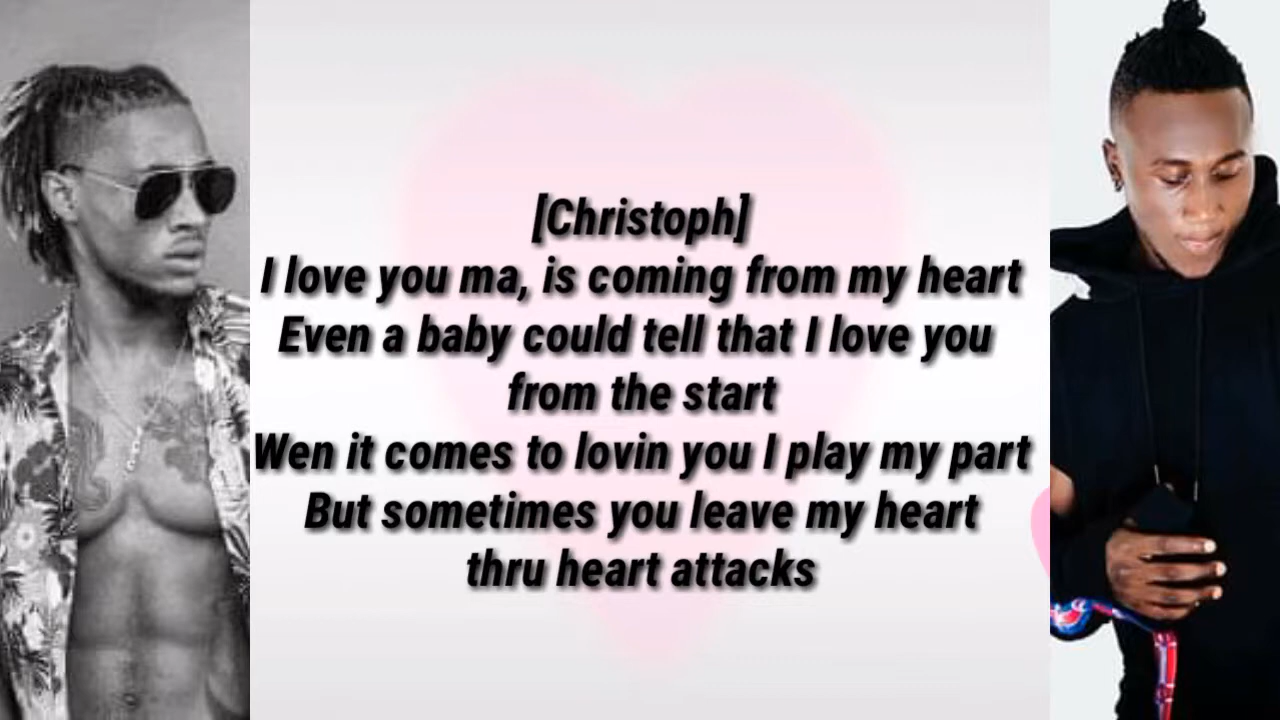 [Christoph]
I love you ma, is coming from my heart
Even a baby could tell that I love you
from the start
Wen it comes to lovin you I play my part
But sometimes you leave my heart
thru heart attacks